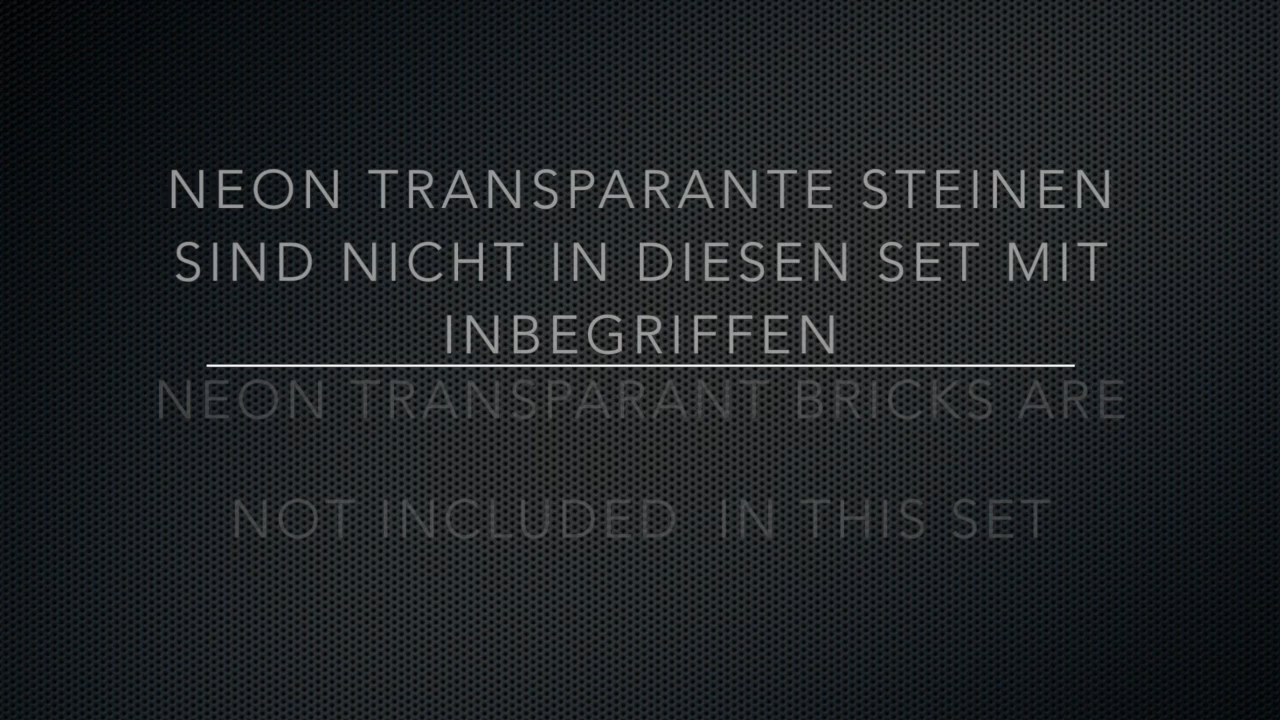 NEON TRANSPARANTE STEINEN
SIND NICHT IN DIESEN SET MIT
INBEGRIFFEN
NEON TRANSPARANT BRICKS ARE
NOT INCLUDED IN THIS SET